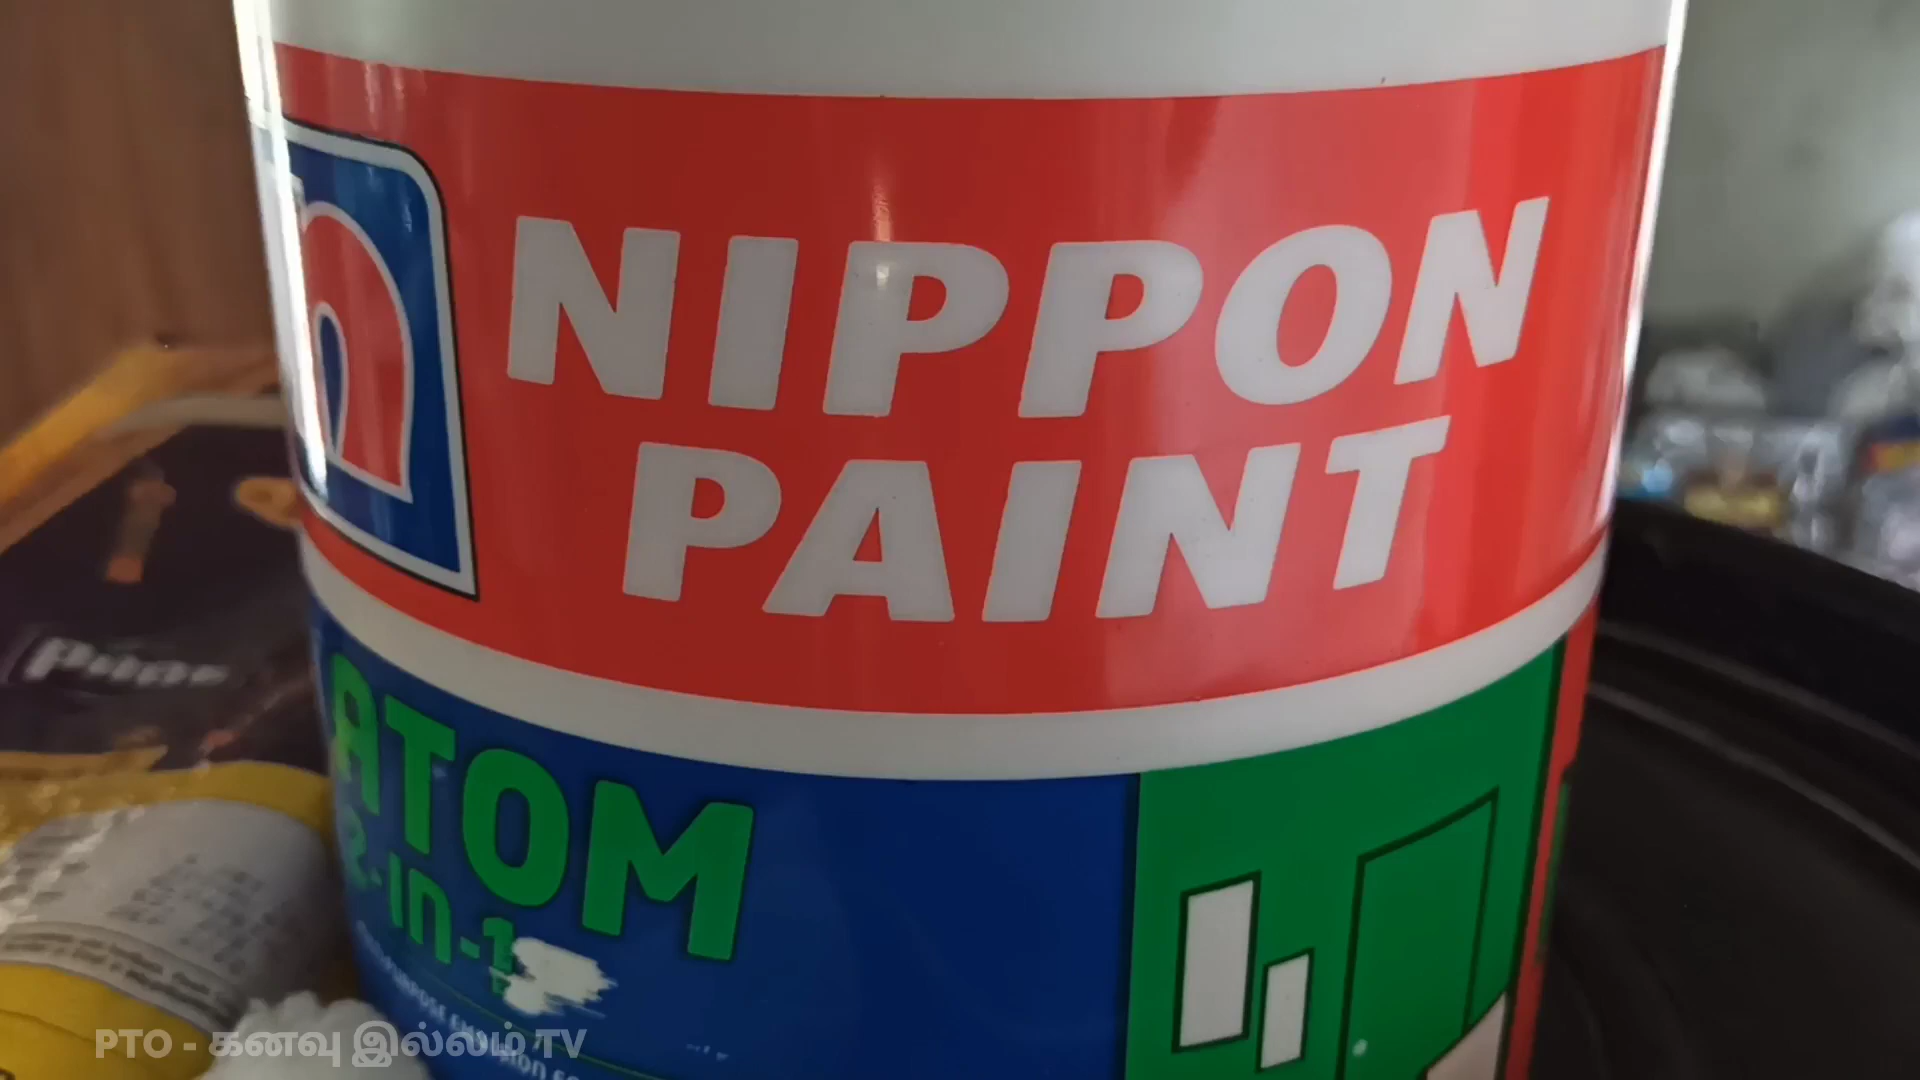 NIPPON
PAINT
ATOM
2-IN-1
PTO - கனவு இல்லம் TV